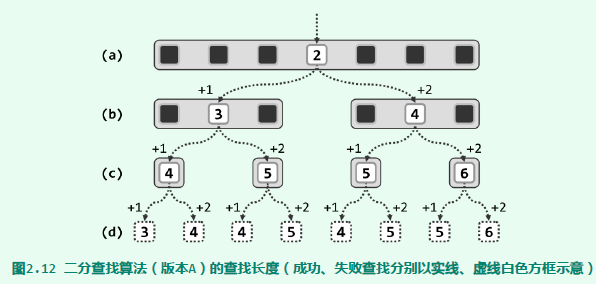 (a) 2
+1 +2
(b) 3 4
+1 +2 +1 +2
(c) 4 5 5 6
+1 +2 +1 +2 +1 +2 +1 +2
(d) 3 4 4 5 4 5 5 6
图2.12 二分查找算法（版本A）的查找长度（成功、失败查找分别以实线、虚线白色方框示意）